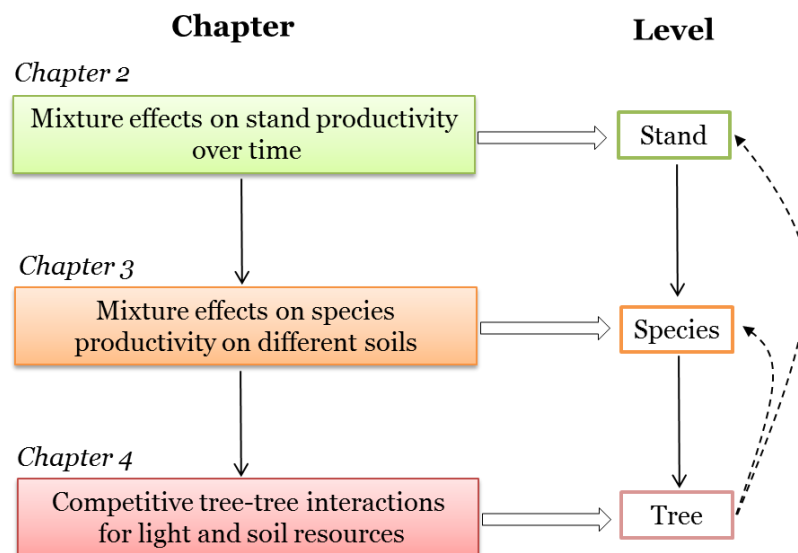 Chapter
Level
Chapter 2
Mixture effects on stand productivity
over time
Stand
Chapter 3
Mixture effects on species
productivity on different soils
Species
Chapter 4
Competitive tree-tree interactions
for light and soil resources
Tree